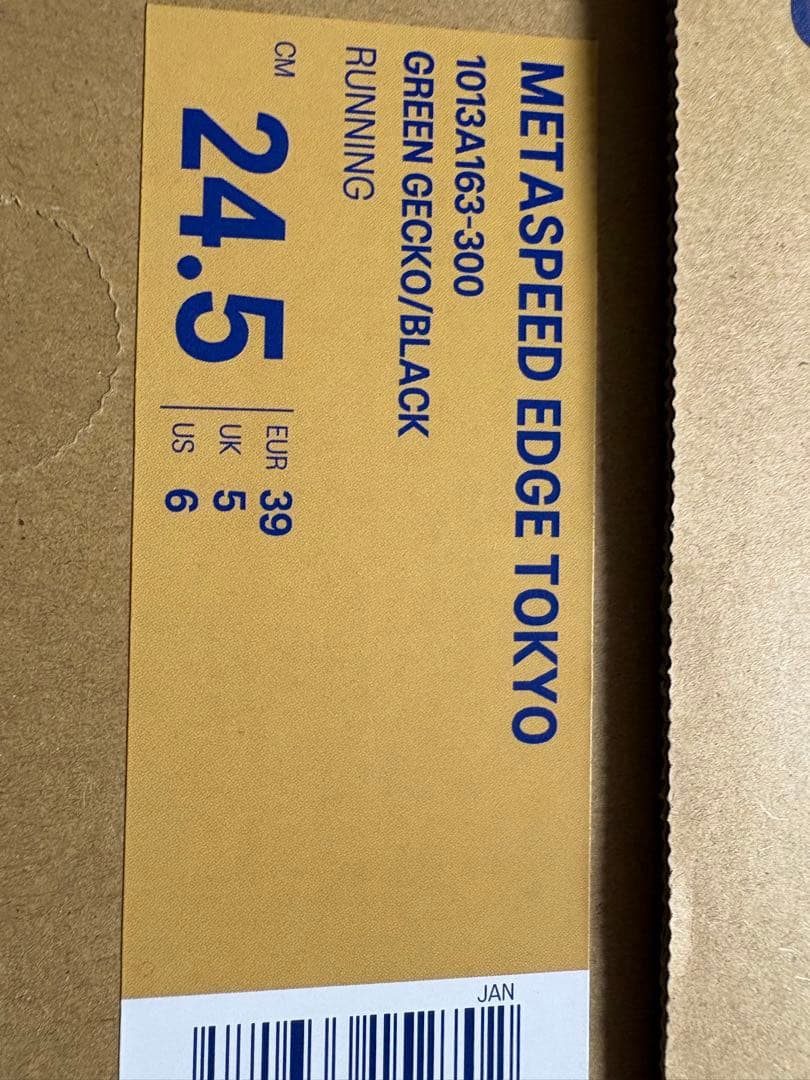 METASPEED EDGE TOKYO
1013A163-300
GREEN GECKO/BLACK
RUNNING
CM 24.5
EUR 39
UK 5
US 6
JAN